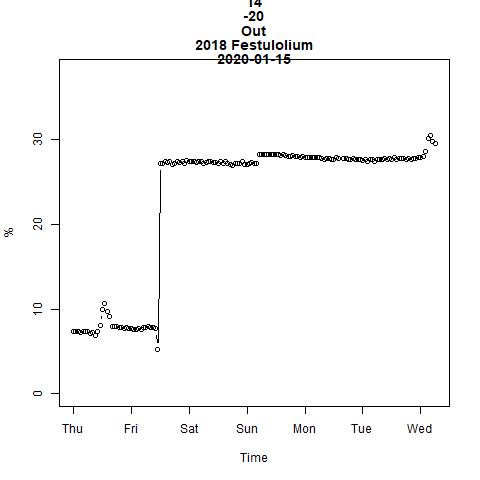 14
-20
Out
2018 Festulolium
2020-01-15
30
20
10
0
%
Thu
Fri
Sat
Sun
Mon
Tue
Wed
Time